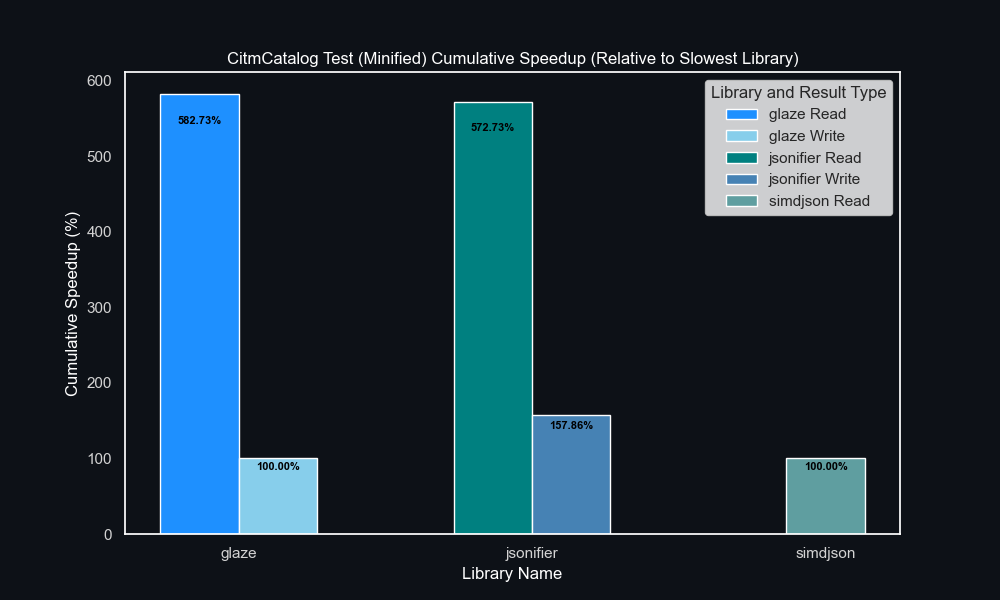 CitmCatalog Test (Minified) Cumulative Speedup (Relative to Slowest Library)
Cumulative Speedup (%)
600
500
400
300
200
100
0
582.73%
100.00%
572.73%
157.86%
100.00%
Library and Result Type
glaze Read
glaze Write
jsonifier Read
jsonifier Write
simdjson Read
glaze
jsonifier
simdjson
Library Name